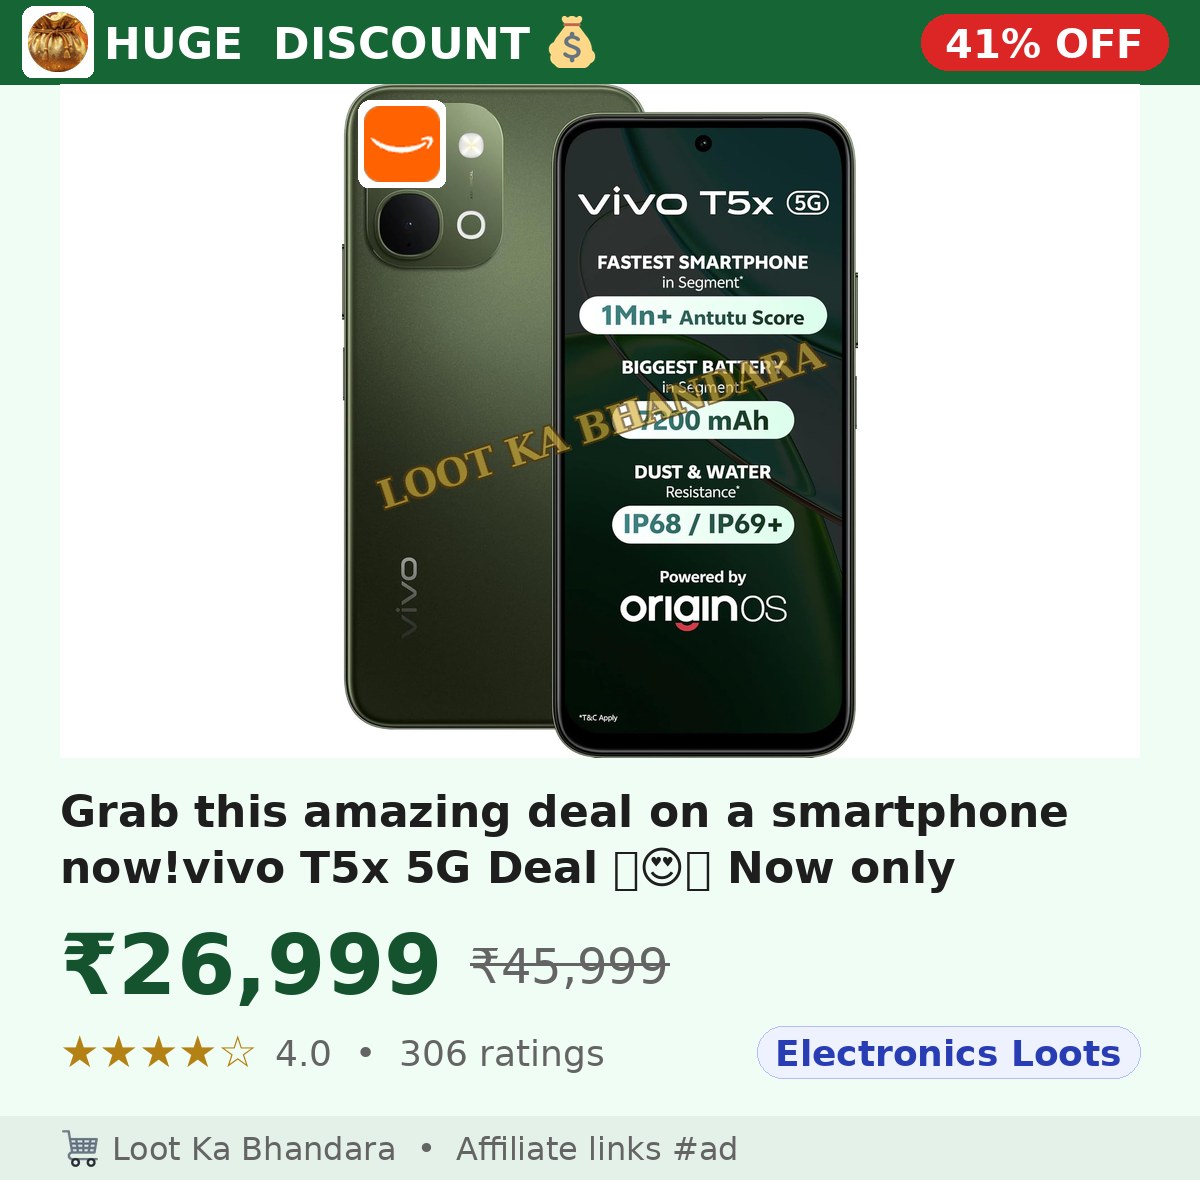 HUGE DISCOUNT
41% OFF
vivo T5x 5G
FASTEST SMARTPHONE
in Segment*
1Mn+ Antutu Score
BIGGEST BATTERY
in Segment*
7200 mAh
LOOT KA BHANDARA
DUST & WATER
Resistance*
IP68 / IP69+
Powered by
originOS
*T&C Apply
vivo
Grab this amazing deal on a smartphone
now!vivo T5x 5G Deal 😍 Now only
₹26,999 ₹45,999
★★★★☆ 4.0 • 306 ratings
Electronics Loots
Loot Ka Bhandara • Affiliate links #ad